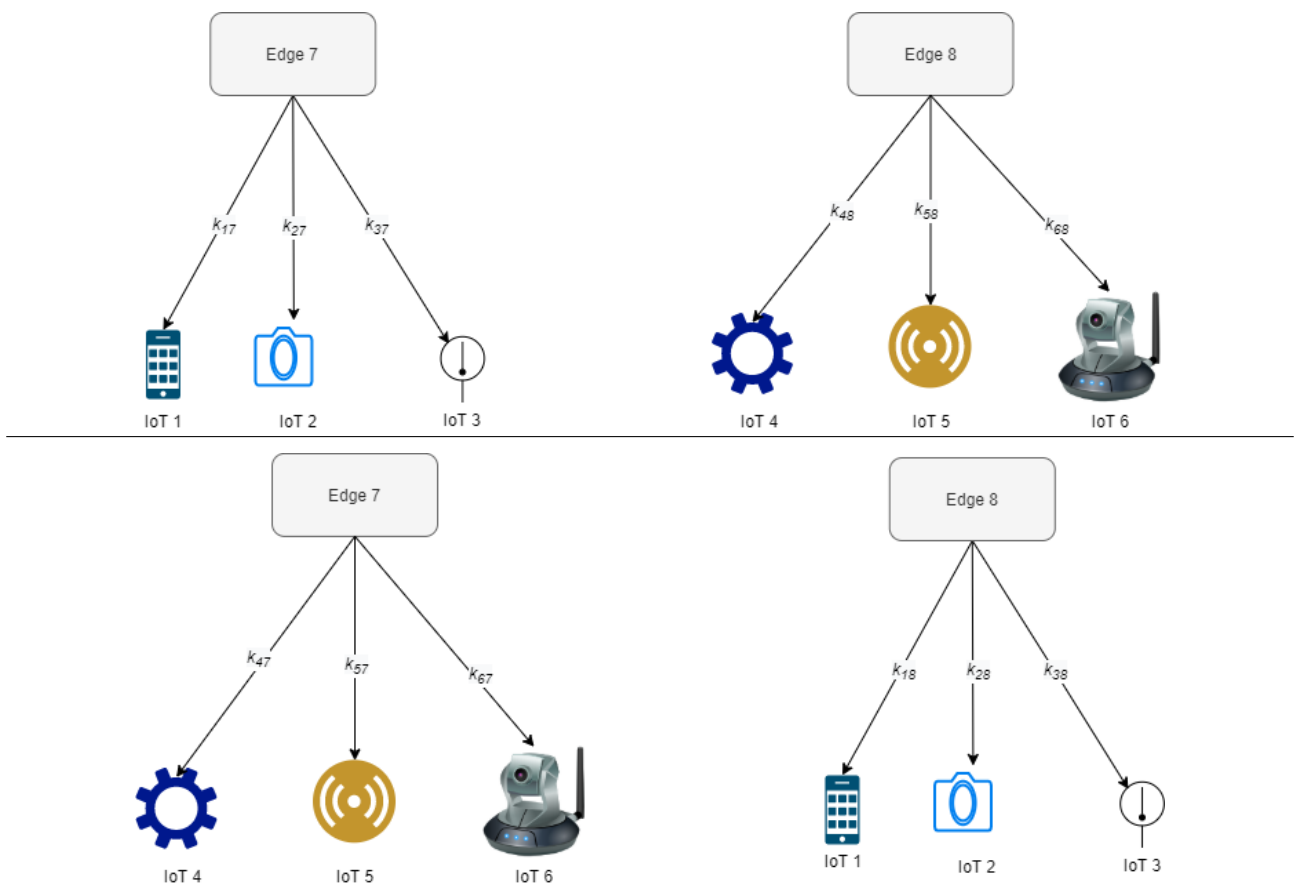 Edge 7
Edge 8
k17
k27
k37
k48
k58
k68
IoT 1
IoT 2
IoT 3
IoT 4
IoT 5
IoT 6
Edge 7
Edge 8
k47
k57
k67
k18
k28
k38
IoT 4
IoT 5
IoT 6
IoT 1
IoT 2
IoT 3